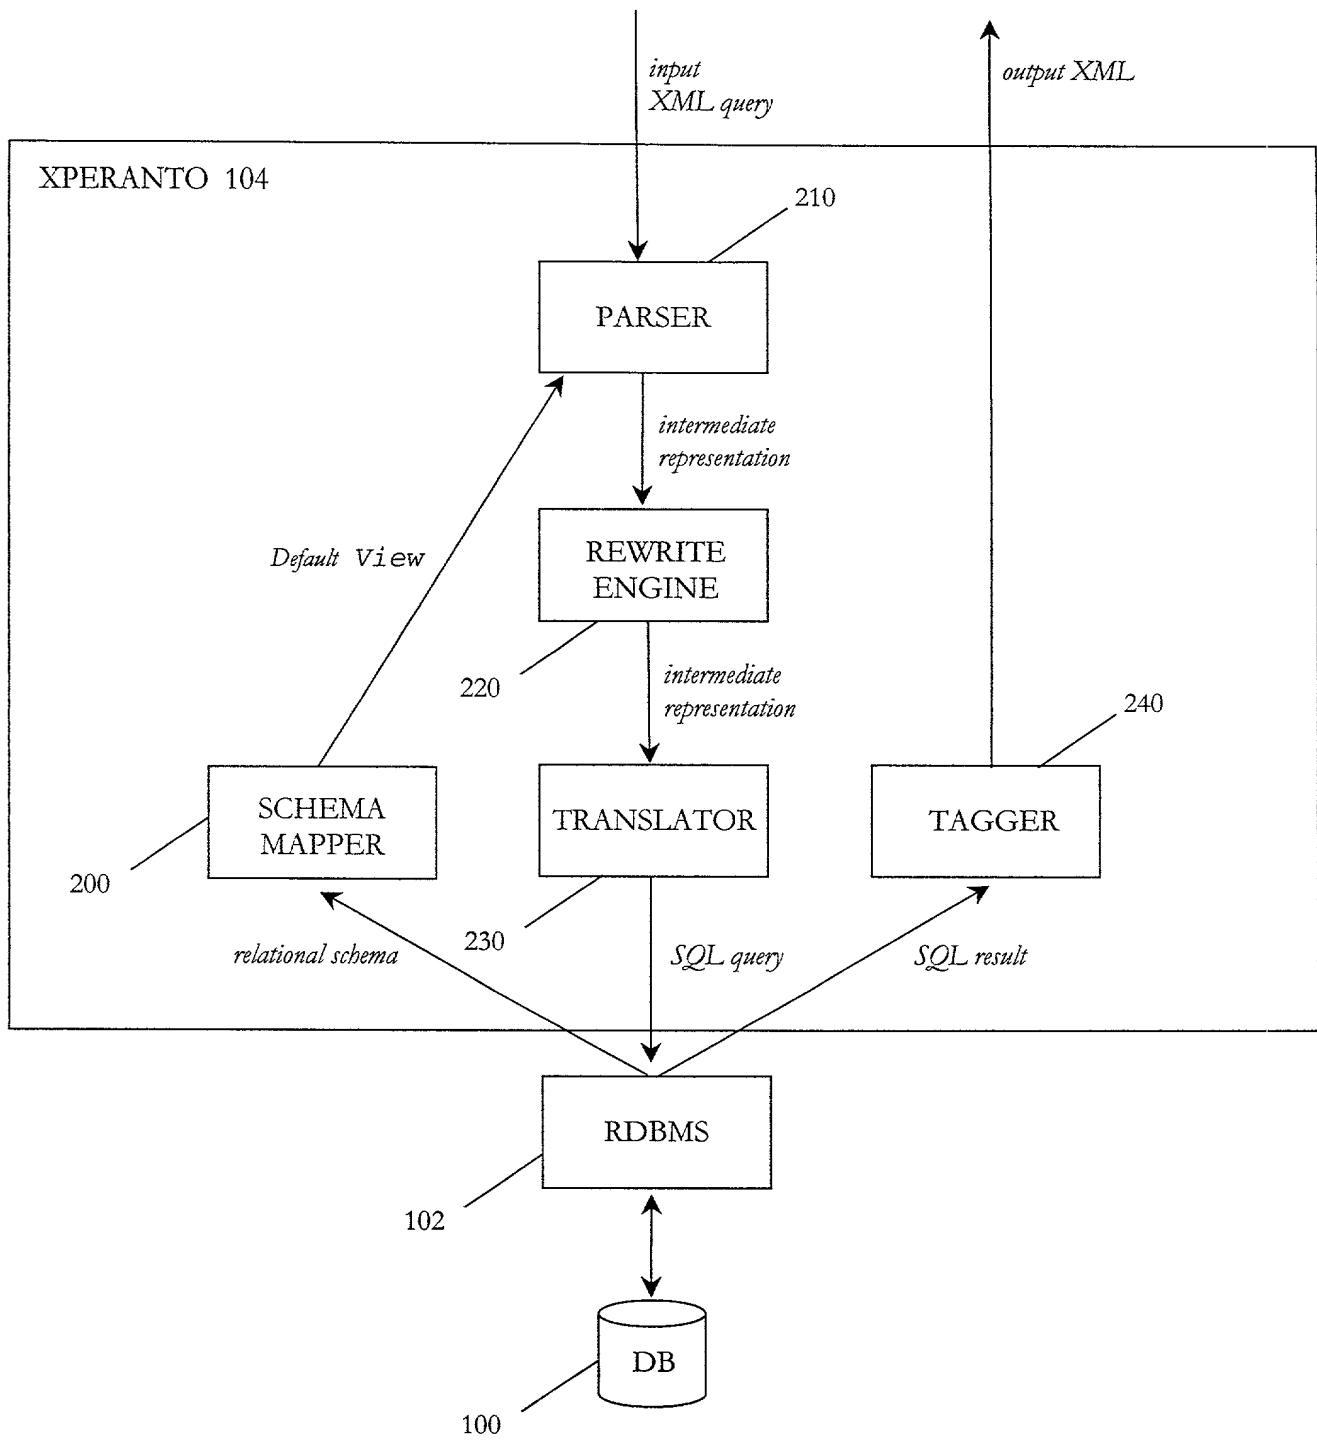 input
XML query
output XML
XPERANTO 104
210
PARSER
intermediate
representation
Default View
REWRITE
ENGINE
220
intermediate
representation
240
SCHEMA
MAPPER
TRANSLATOR
TAGGER
200
230
relational schema
SQL query
SQL result
RDBMS
102
DB
100